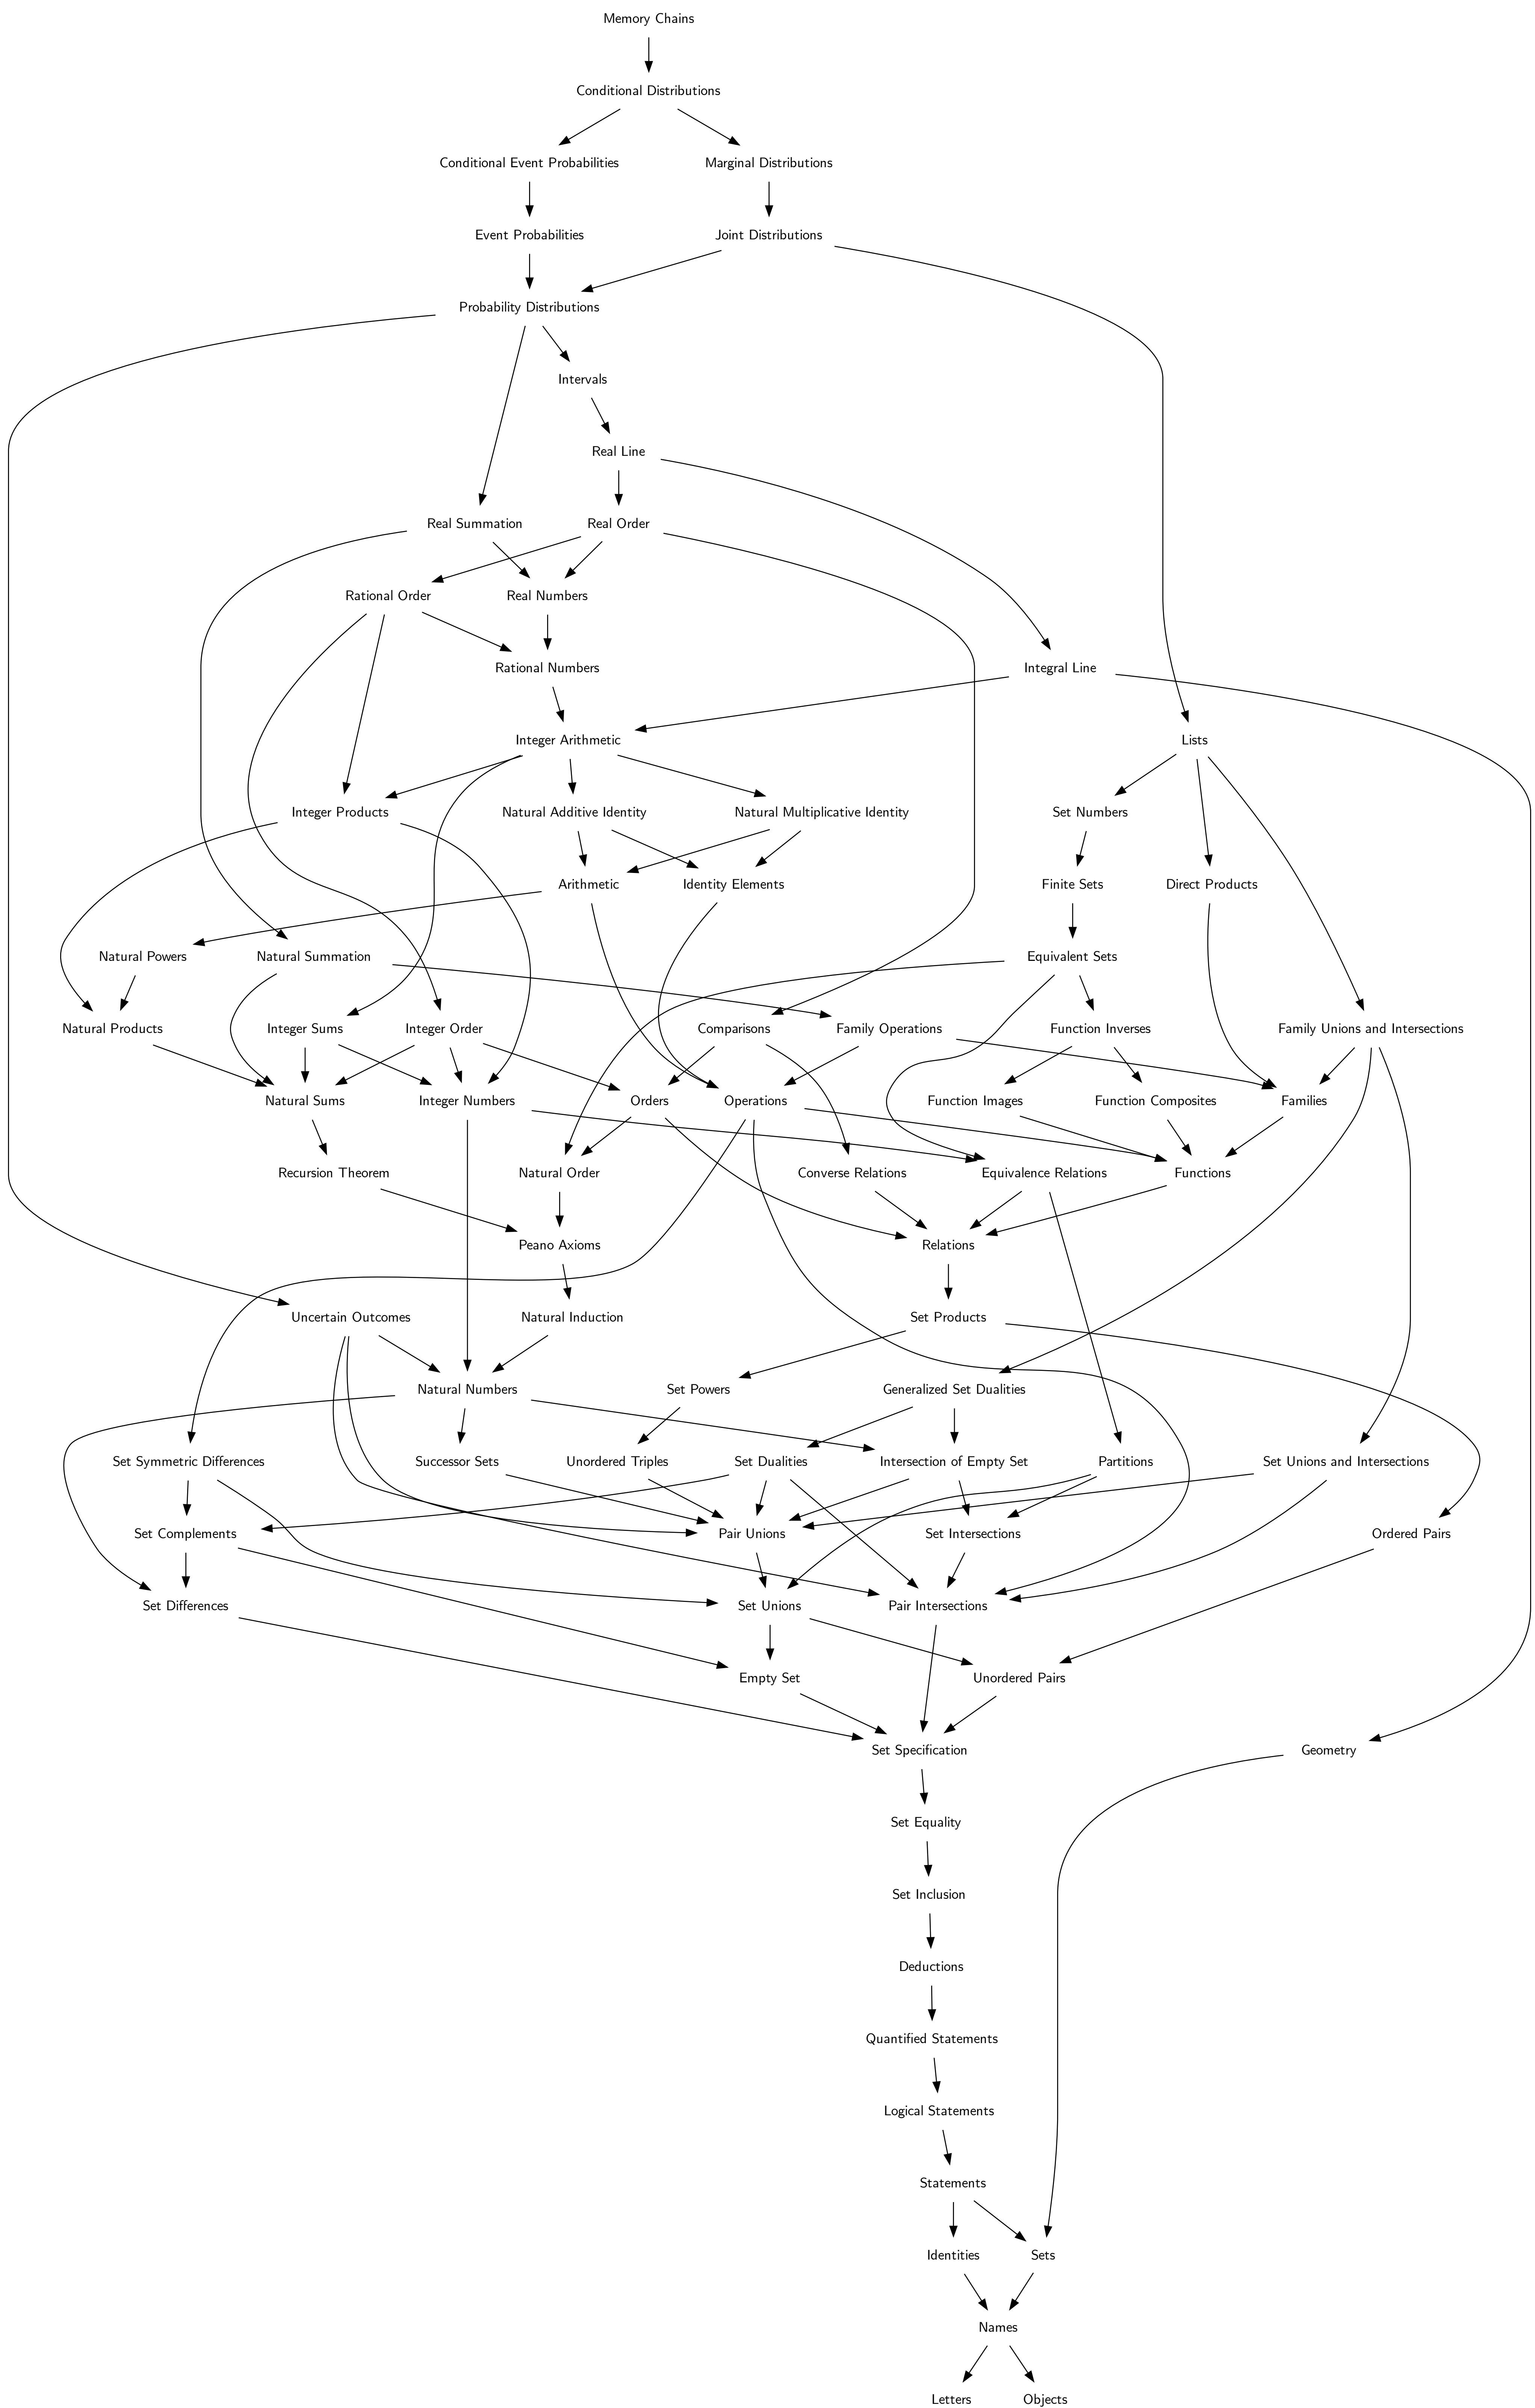 Memory Chains
Conditional Distributions
Conditional Event Probabilities
Marginal Distributions
Event Probabilities
Joint Distributions
Probability Distributions
Intervals
Real Line
Real Summation
Real Order
Rational Order
Real Numbers
Rational Numbers
Integral Line
Integer Arithmetic
Lists
Integer Products
Natural Additive Identity
Natural Multiplicative Identity
Set Numbers
Arithmetic
Identity Elements
Finite Sets
Direct Products
Natural Powers
Natural Summation
Equivalent Sets
Natural Products
Integer Sums
Integer Order
Comparisons
Family Operations
Function Inverses
Family Unions and Intersections
Natural Sums
Integer Numbers
Orders
Operations
Function Images
Function Composites
Families
Recursion Theorem
Natural Order
Converse Relations
Equivalence Relations
Functions
Peano Axioms
Relations
Uncertain Outcomes
Natural Induction
Set Products
Natural Numbers
Set Powers
Generalized Set Dualities
Set Symmetric Differences
Successor Sets
Unordered Triples
Set Dualities
Intersection of Empty Set
Partitions
Set Unions and Intersections
Set Complements
Pair Unions
Set Intersections
Ordered Pairs
Set Differences
Set Unions
Pair Intersections
Empty Set
Unordered Pairs
Set Specification
Geometry
Set Equality
Set Inclusion
Deductions
Quantified Statements
Logical Statements
Statements
Identities
Sets
Names
Letters
Objects